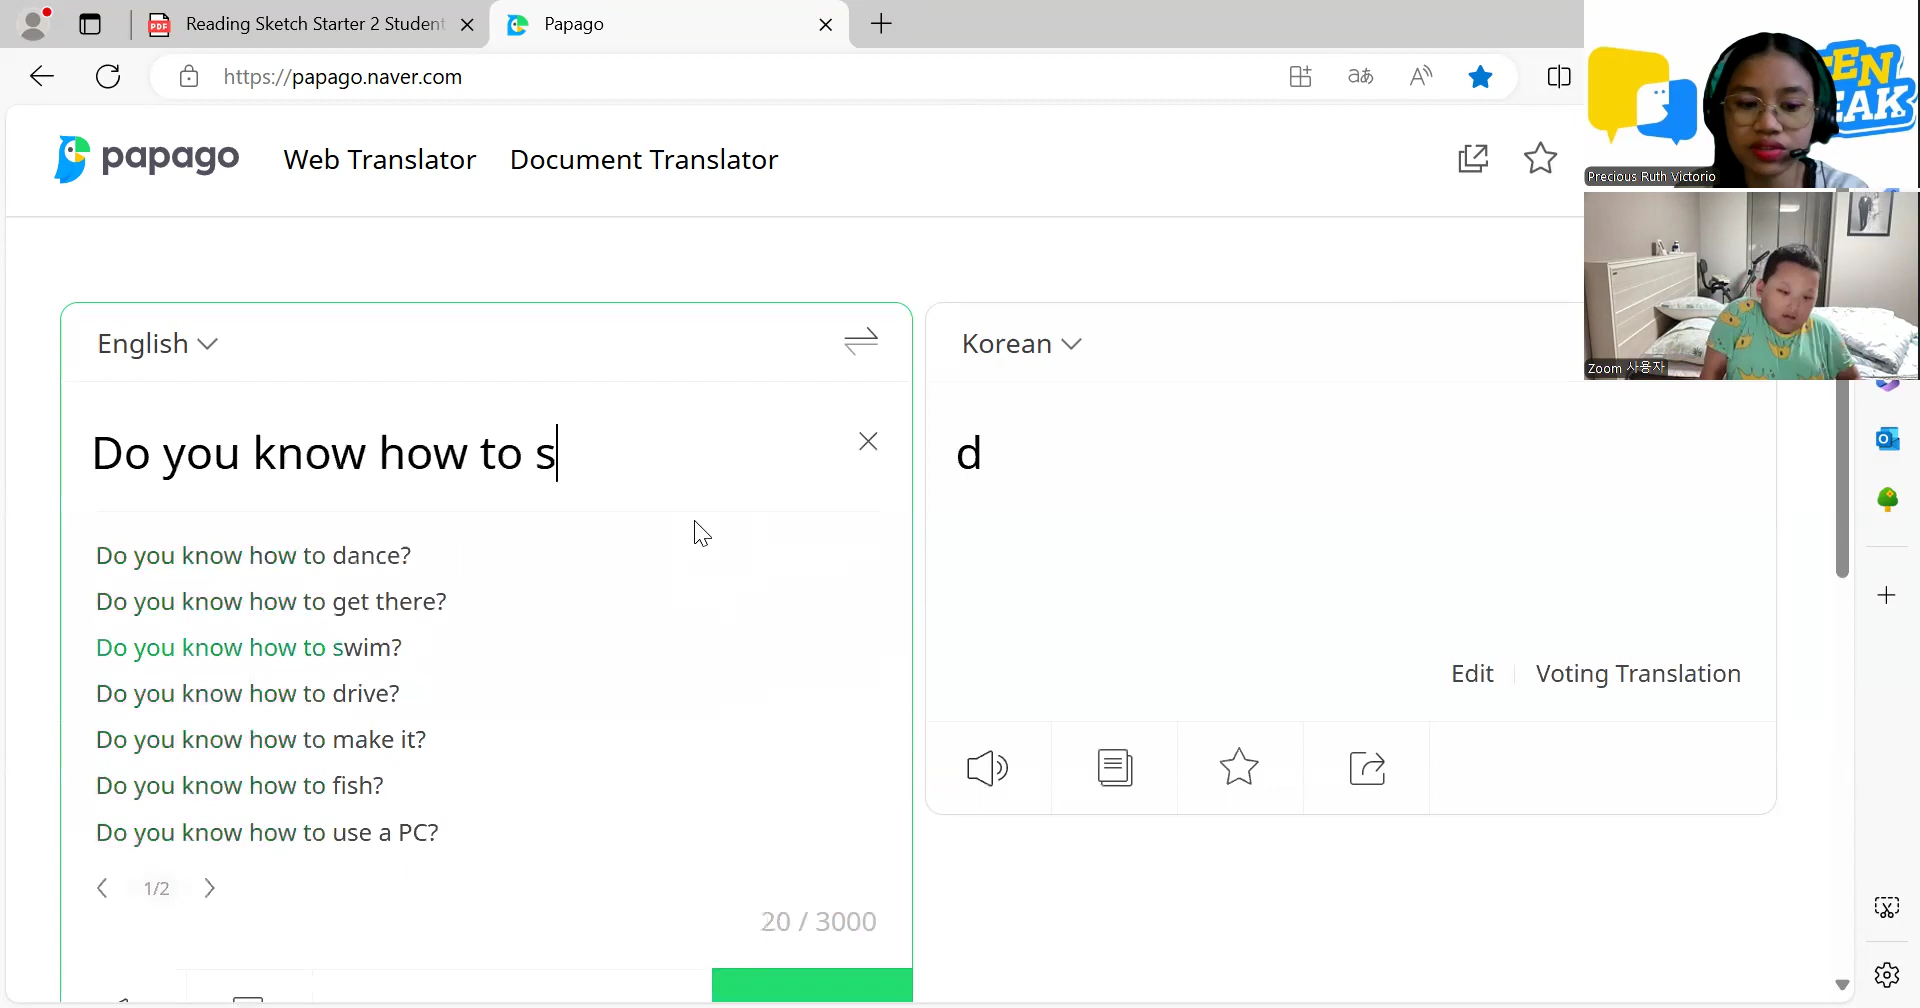 Reading Sketch Starter 2 Student
Papago
https://papago.naver.com
aあ
EN
EAK
Precious Ruth Victorio
Zoom 사용자
papago
Web Translator
Document Translator
English
Korean
Do you know how to s
d
Do you know how to dance?
Do you know how to get there?
Do you know how to swim?
Do you know how to drive?
Do you know how to make it?
Do you know how to fish?
Do you know how to use a PC?
1/2
20 / 3000
Edit
Voting Translation